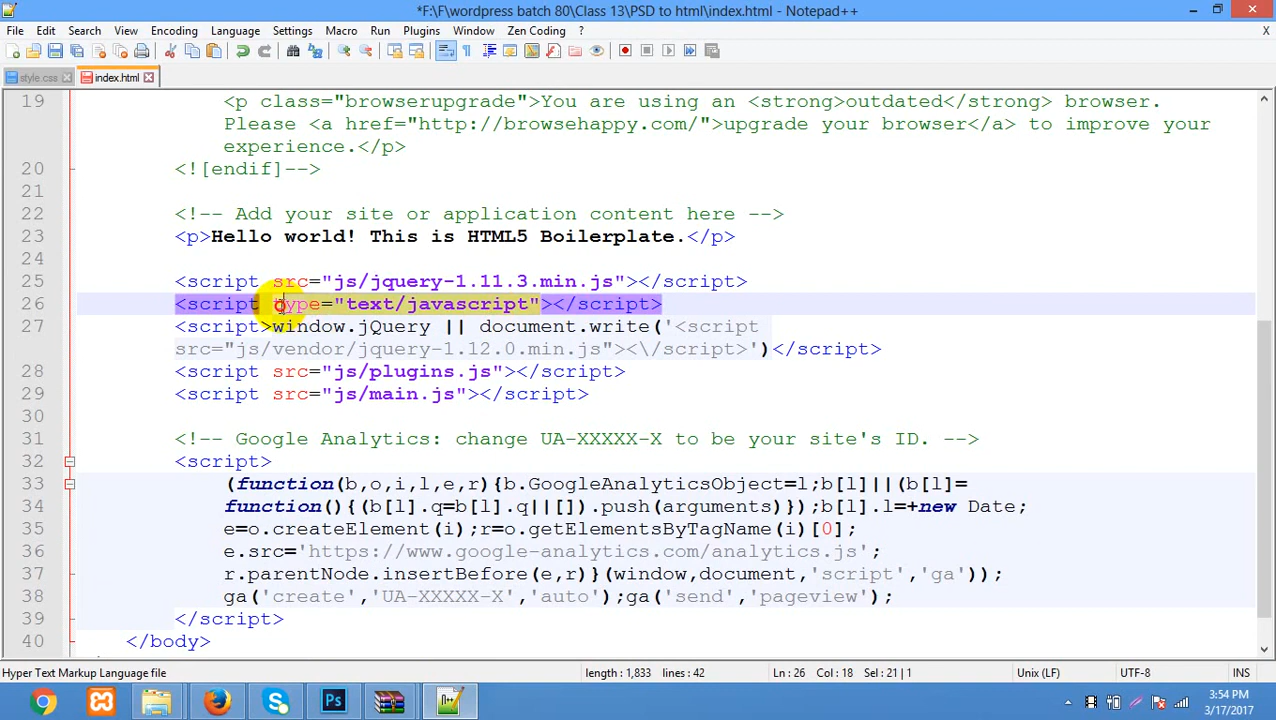 *F:\F\wordpress batch 80\Class 13\PSD to html\index.html - Notepad++
File Edit Search View Encoding Language Settings Macro Run Plugins Window Zen Coding ? X
style.css index.html
19 <p class="browserupgrade">You are using an <strong>outdated</strong> browser.
Please <a href="http://browsehappy.com/">upgrade your browser</a> to improve your
experience.</p>
20 <![endif]-->
21
22 <!-- Add your site or application content here -->
23 <p>Hello world! This is HTML5 Boilerplate.</p>
24
25 <script src="js/jquery-1.11.3.min.js"></script>
26 <script type="text/javascript"></script>
27 <script>window.jQuery || document.write('<script
src="js/vendor/jquery-1.12.0.min.js"><\/script>')</script>
28 <script src="js/plugins.js"></script>
29 <script src="js/main.js"></script>
30
31 <!-- Google Analytics: change UA-XXXXX-X to be your site's ID. -->
32 <script>
33 (function(b,o,i,l,e,r){b.GoogleAnalyticsObject=l;b[l]||(b[l]=
34 function(){(b[l].q=b[l].q||[]).push(arguments)});b[l].l=+new Date;
35 e=o.createElement(i);r=o.getElementsByTagName(i)[0];
36 e.src='https://www.google-analytics.com/analytics.js';
37 r.parentNode.insertBefore(e,r)}(window,document,'script','ga'));
38 ga('create','UA-XXXXX-X','auto');ga('send','pageview');
39 </script>
40 </body>
Hyper Text Markup Language file length : 1,833 lines : 42 Ln : 26 Col : 18 Sel : 21 | 1 Unix (LF) UTF-8 INS
Ps
3:54 PM
3/17/2017